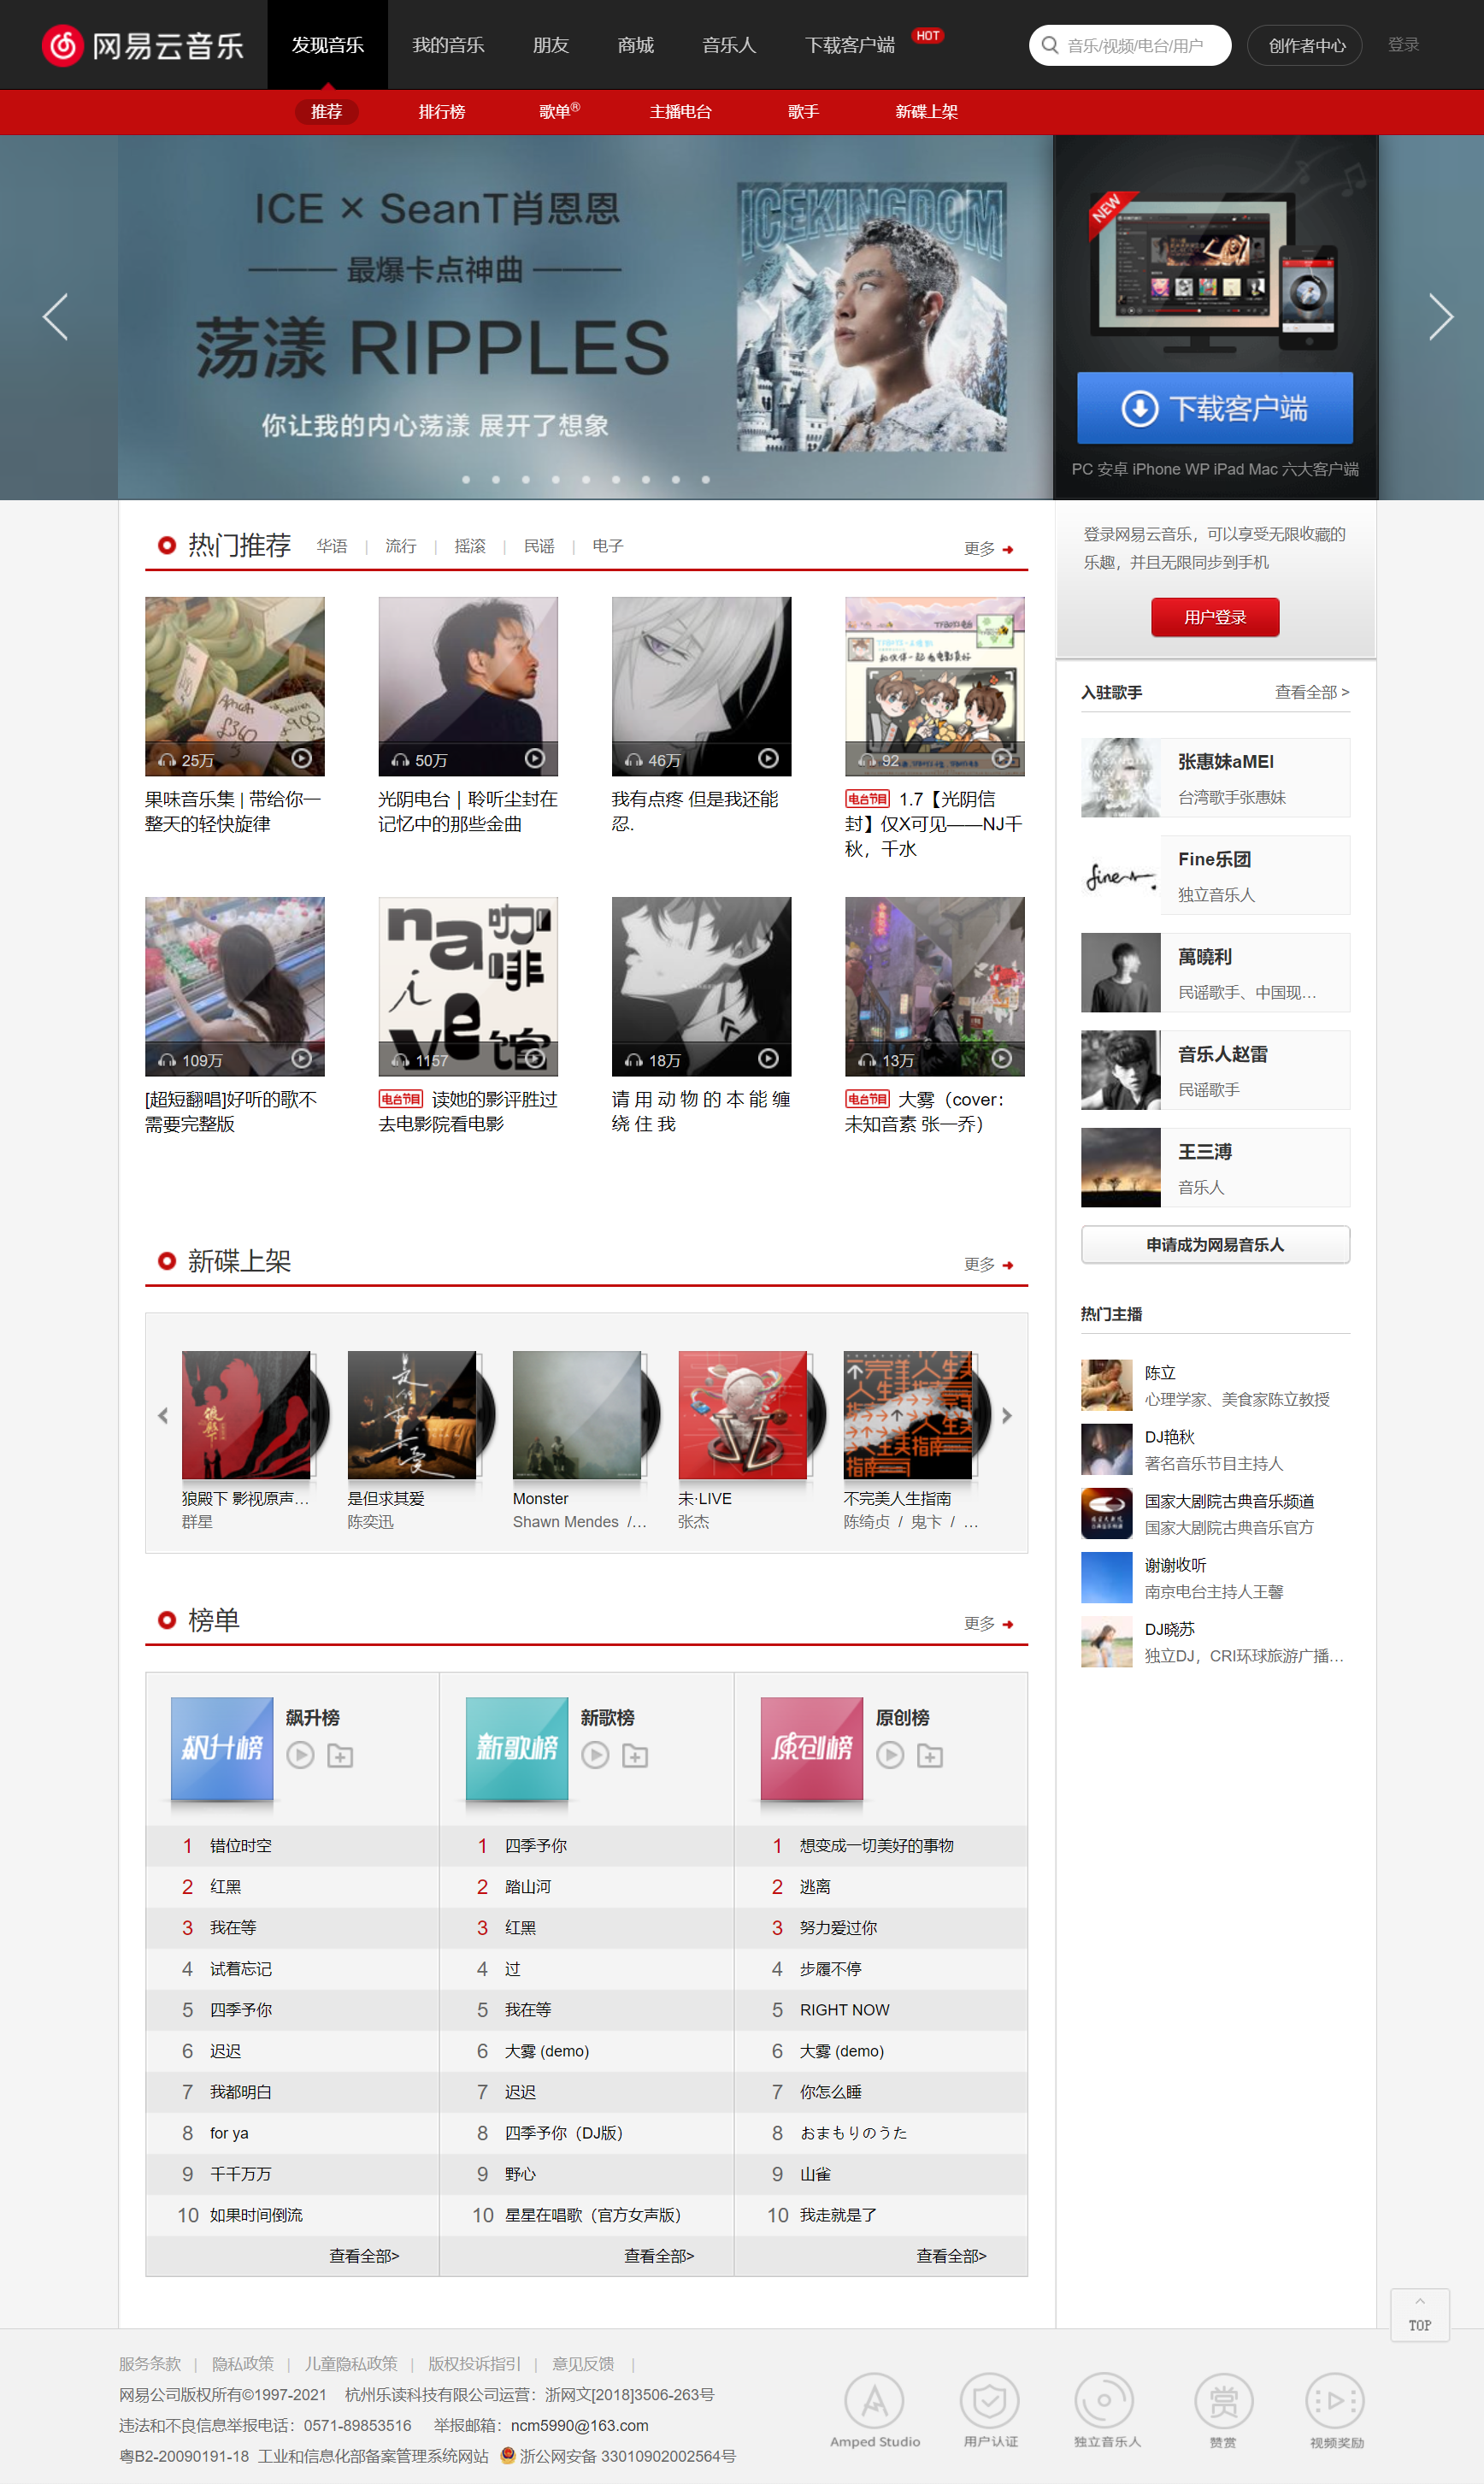 网易云音乐
发现音乐 我的音乐 朋友 商城 音乐人 下载客户端 HOT
音乐/视频/电台/用户
创作者中心
登录
推荐 排行榜 歌单® 主播电台 歌手 新碟上架
ICE × SeanT肖恩恩
——— 最爆卡点神曲 ———
荡漾 RIPPLES
你让我的内心荡漾 展开了想象
ICEKINGDOM
NEW
下载客户端
PC 安卓 iPhone WP iPad Mac 六大客户端
热门推荐 华语 | 流行 | 摇滚 | 民谣 | 电子
更多
25万
果味音乐集 | 带给你一
整天的轻快旋律
50万
光阴电台 | 聆听尘封在
记忆中的那些金曲
46万
我有点疼 但是我还能
忍.
92
电台节目 1.7【光阴信
封】仅X可见——NJ千
秋，千水
109万
[超短翻唱]好听的歌不
需要完整版
naive咖啡馆
1157
电台节目 读她的影评胜过
去电影院看电影
18万
请 用 动 物 的 本 能 缠
绕 住 我
13万
电台节目 大雾（cover：
未知音素 张一乔）
新碟上架
更多
狼殿下 影视原声…
群星
是但求其爱
陈奕迅
Monster
Shawn Mendes /…
未·LIVE
张杰
不完美人生指南
陈绮贞 / 鬼卞 / …
榜单
更多
飙升榜
飙升榜
1 错位时空
2 红黑
3 我在等
4 试着忘记
5 四季予你
6 迟迟
7 我都明白
8 for ya
9 千千万万
10 如果时间倒流
查看全部>
新歌榜
新歌榜
1 四季予你
2 踏山河
3 红黑
4 过
5 我在等
6 大雾 (demo)
7 迟迟
8 四季予你（DJ版）
9 野心
10 星星在唱歌（官方女声版）
查看全部>
原创榜
原创榜
1 想变成一切美好的事物
2 逃离
3 努力爱过你
4 步履不停
5 RIGHT NOW
6 大雾 (demo)
7 你怎么睡
8 おまもりのうた
9 山雀
10 我走就是了
查看全部>
登录网易云音乐，可以享受无限收藏的
乐趣，并且无限同步到手机
用户登录
入驻歌手 查看全部 >
张惠妹aMEI
台湾歌手张惠妹
Fine乐团
独立音乐人
萬曉利
民谣歌手、中国现…
音乐人赵雷
民谣歌手
王三溥
音乐人
申请成为网易音乐人
热门主播
陈立
心理学家、美食家陈立教授
DJ艳秋
著名音乐节目主持人
国家大剧院古典音乐频道
国家大剧院古典音乐官方
谢谢收听
南京电台主持人王馨
DJ晓苏
独立DJ，CRI环球旅游广播…
TOP
服务条款 | 隐私政策 | 儿童隐私政策 | 版权投诉指引 | 意见反馈 |
网易公司版权所有©1997-2021 杭州乐读科技有限公司运营：浙网文[2018]3506-263号
违法和不良信息举报电话：0571-89853516 举报邮箱：ncm5990@163.com
粤B2-20090191-18 工业和信息化部备案管理系统网站 浙公网安备 33010902002564号
Amped Studio
用户认证
独立音乐人
赏
赞赏
视频奖励